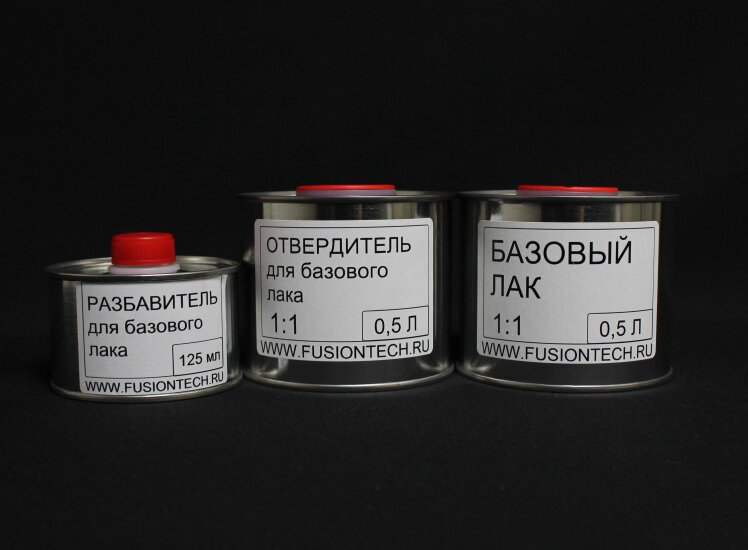 РАЗБАВИТЕЛЬ
для базового
лака
125 мл
WWW.FUSIONTECH.RU
ОТВЕРДИТЕЛЬ
для базового
лака
1:1
0,5 Л
WWW.FUSIONTECH.RU
БАЗОВЫЙ
ЛАК
1:1
0,5 Л
WWW.FUSIONTECH.RU